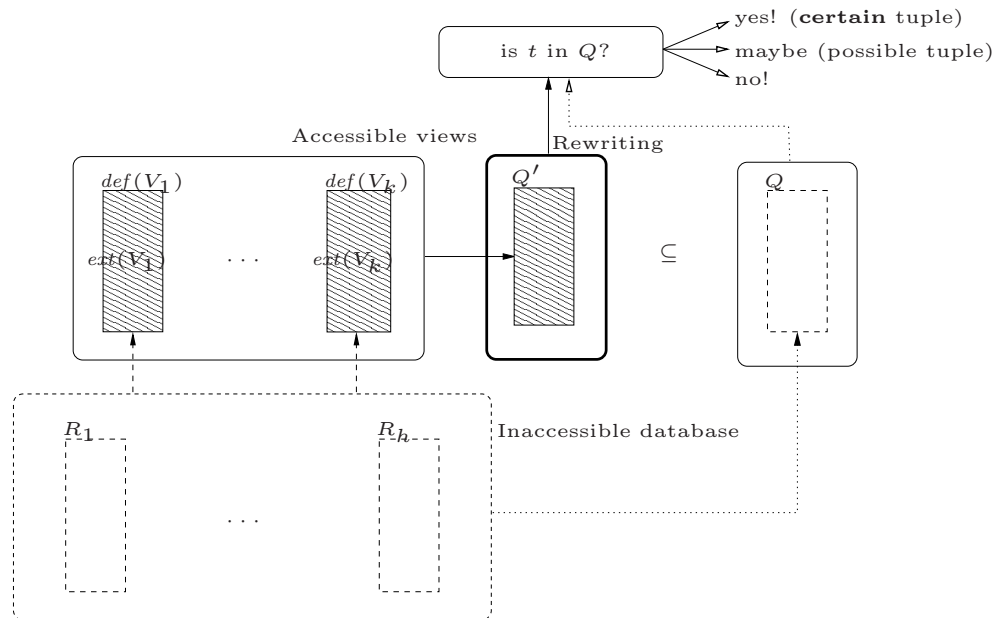 yes! (certain tuple)
is t in Q?
maybe (possible tuple)
no!
Accessible views
Rewriting
def(V1)
def(Vk)
Q′
Q
ext(V1)
· · ·
ext(Vk)
⊆
R1
Rh
Inaccessible database
· · ·